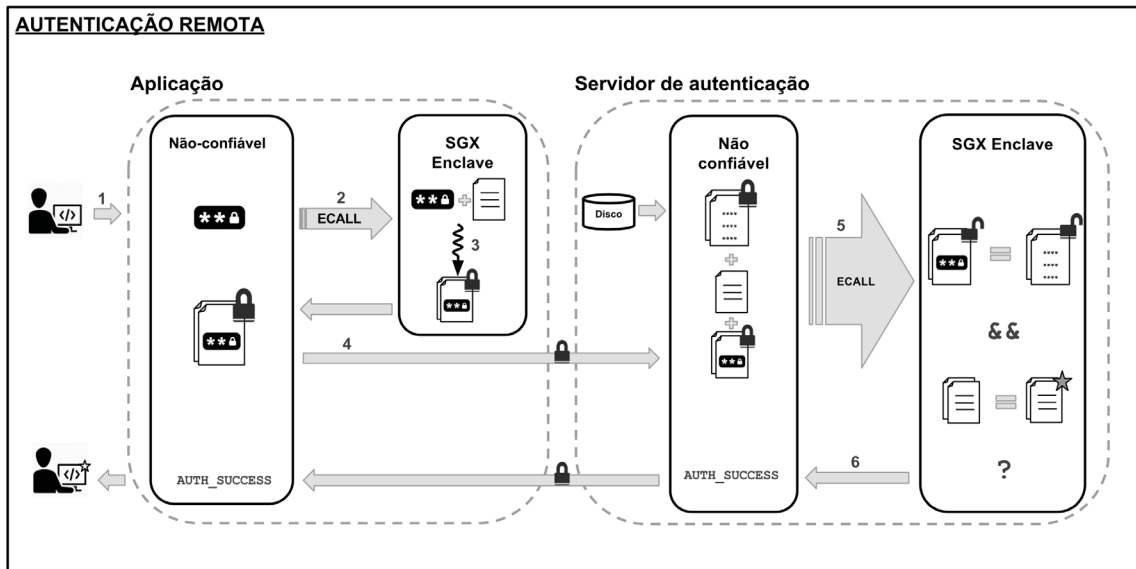 AUTENTICAÇÃO REMOTA
Aplicação
Servidor de autenticação
Não-confiável
SGX
Enclave
Não
confiável
SGX Enclave
1
</>
**
2
ECALL
**
+
3
**
**
4
Disco
....
....
....
+
+
**
5
ECALL
**
=
....
....
....
&&
=
?
</>
AUTH_SUCCESS
AUTH_SUCCESS
6